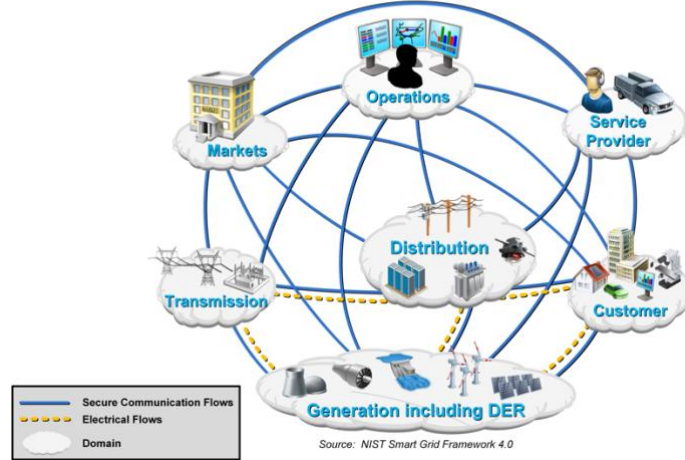 Operations
Service
Provider
Markets
Distribution
Transmission
Customer
Generation including DER
Secure Communication Flows
Electrical Flows
Domain
Source: NIST Smart Grid Framework 4.0